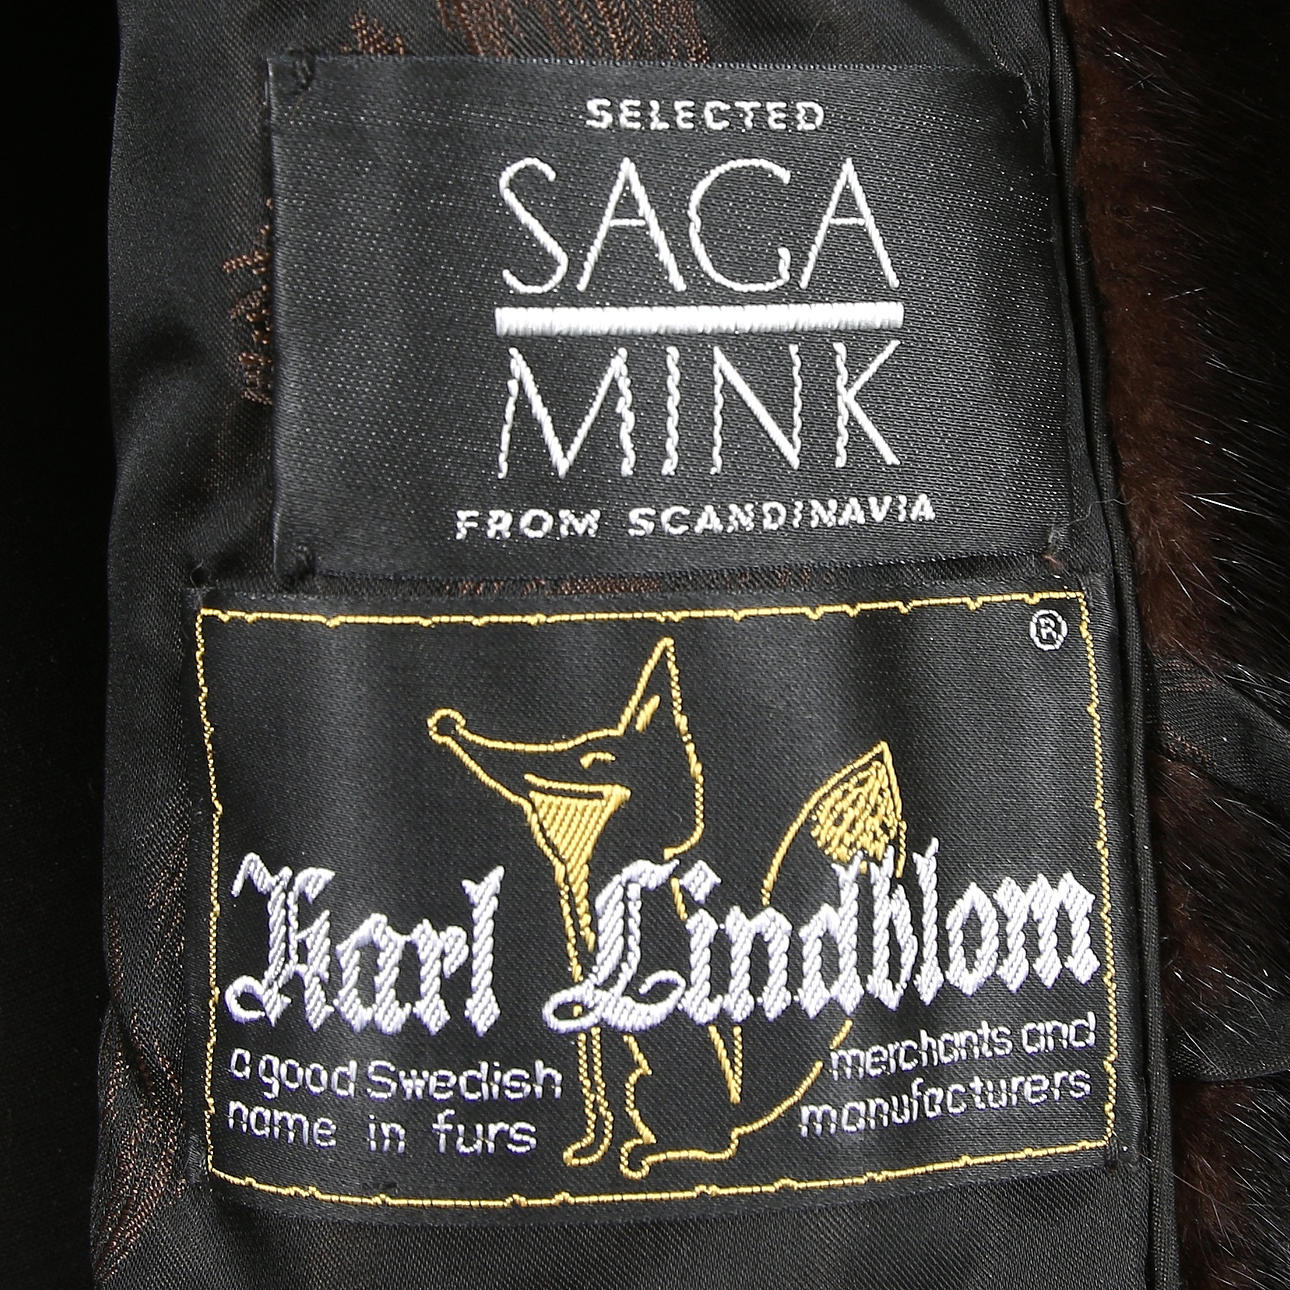 SELECTED
SAGA
MINK
FROM SCANDINAVIA
®
Karl Lindblom
a good Swedish
name in furs
merchants and
manufacturers